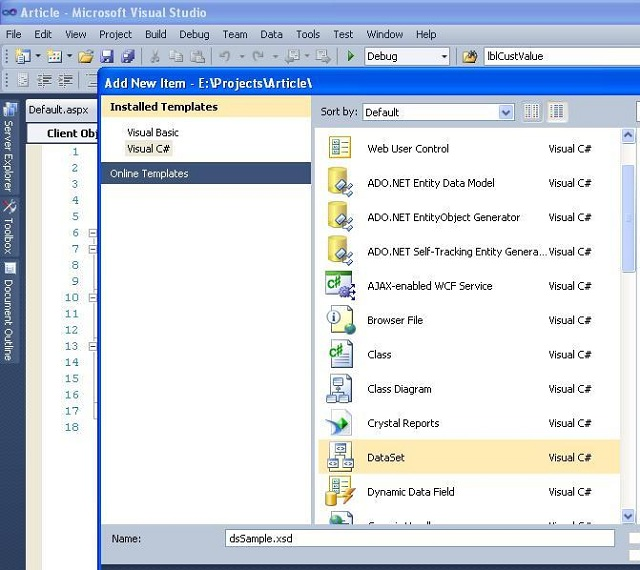 Article - Microsoft Visual Studio
File Edit View Project Build Debug Team Data Tools Test Window Help
Debug lblCustValue
Add New Item - E:\Projects\Article\
Server Explorer
Toolbox
Document Outline
Default.aspx
Client Obj
1
2
3
4
5
6
7
8
9
10
11
12
13
14
15
16
17
18
Installed Templates
Visual Basic
Visual C#
Online Templates
Sort by: Default
Web User Control Visual C#
ADO.NET Entity Data Model Visual C#
ADO.NET EntityObject Generator Visual C#
ADO.NET Self-Tracking Entity Genera... Visual C#
AJAX-enabled WCF Service Visual C#
Browser File Visual C#
Class Visual C#
Class Diagram Visual C#
Crystal Reports Visual C#
DataSet Visual C#
Dynamic Data Field Visual C#
Name: dsSample.xsd